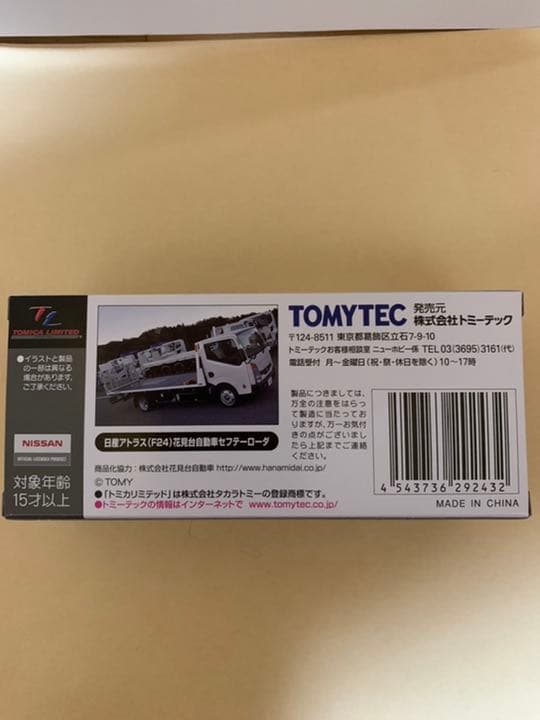 TL
TOMICA LIMITED
●イラストと製品
の一部は異なる
場合があります。
ご了承ください。
NISSAN
OFFICIAL LICENSED PRODUCT
対象年齢
15才以上
日産アトラス(F24)花見台自動車セフテーローダ
商品化協力：株式会社花見台自動車 http://www.hanamidai.co.jp/
© TOMY
●「トミカリミテッド」は株式会社タカラトミーの登録商標です。
●トミーテックの情報はインターネットで www.tomytec.co.jp/
TOMYTEC 発売元 株式会社トミーテック
〒124-8511 東京都葛飾区立石7-9-10
トミーテックお客様相談室 ニューホビー係 TEL 03(3695)3161(代)
電話受付 月〜金曜日(祝・祭・休日を除く) 10〜17時
製品につきましては、
万全の注意をはらっ
て製造に当たってお
りますが、万一お気付
きの点がございまし
たら上記までご連絡
ください。
4 543736 292432
MADE IN CHINA